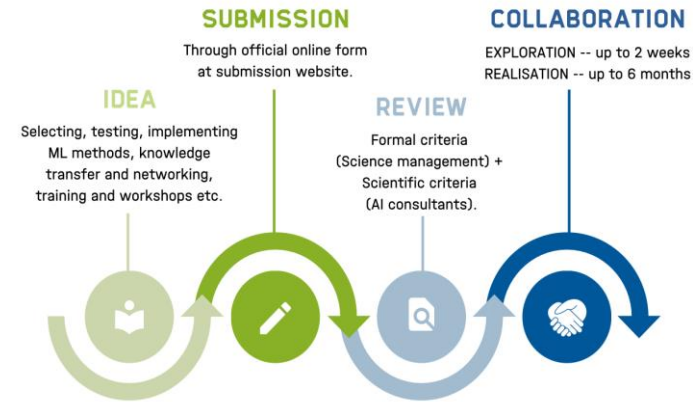 IDEA
Selecting, testing, implementing
ML methods, knowledge
transfer and networking,
training and workshops etc.
SUBMISSION
Through official online form
at submission website.
REVIEW
Formal criteria
(Science management) +
Scientific criteria
(AI consultants).
COLLABORATION
EXPLORATION -- up to 2 weeks
REALISATION -- up to 6 months